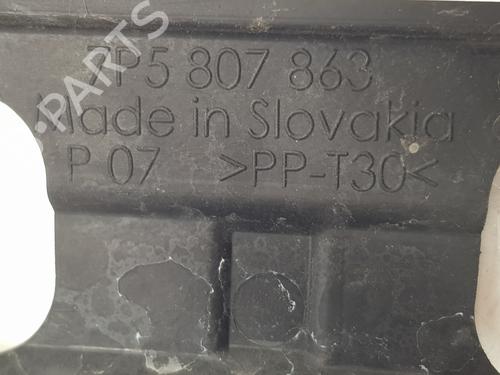 7P5 807 863
Made in Slovakia
P 07 >PP-T30<
PARTS